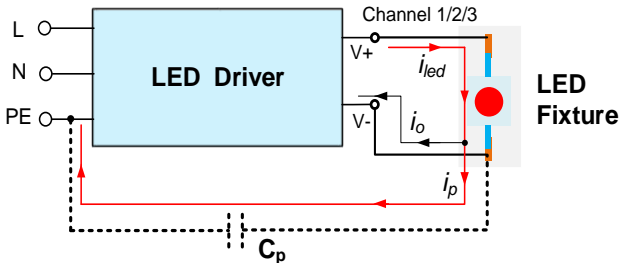 Channel 1/2/3
L
N
PE
LED Driver
V+
V-
i_led
i_o
i_p
LED
Fixture
C_p